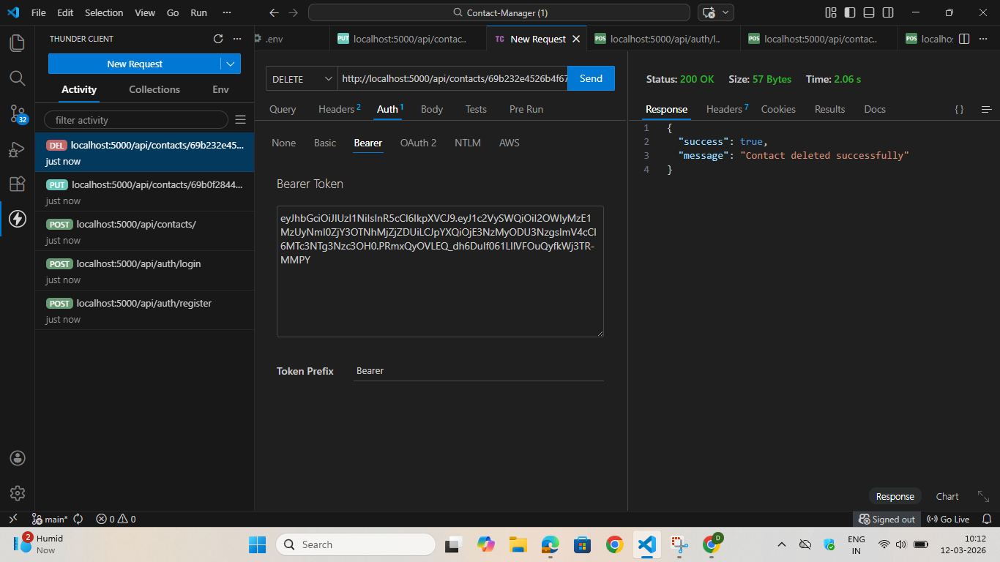 File Edit Selection View Go Run ···
Contact-Manager (1)
THUNDER CLIENT
New Request
Activity Collections Env
filter activity
DEL localhost:5000/api/contacts/69b232e45...
just now
PUT localhost:5000/api/contacts/69b0f2844...
just now
POST localhost:5000/api/contacts/
just now
POST localhost:5000/api/auth/login
just now
POST localhost:5000/api/auth/register
just now
32
.env
PUT localhost:5000/api/contac..
TC New Request
POS localhost:5000/api/auth/l..
POS localhost:5000/api/contac..
POS localho:
DELETE http://localhost:5000/api/contacts/69b232e4526b4f67 Send
Query Headers 2 Auth 1 Body Tests Pre Run
None Basic Bearer OAuth 2 NTLM AWS
Bearer Token
Token Prefix Bearer
Status: 200 OK Size: 57 Bytes Time: 2.06 s
Response Headers 7 Cookies Results Docs { }
1 {
2 "success": true,
3 "message": "Contact deleted successfully"
4 }
Response Chart
main* 0 0
Signed out Go Live
2 Humid
Now
Search
D
ENG
IN
10:12
12-03-2026